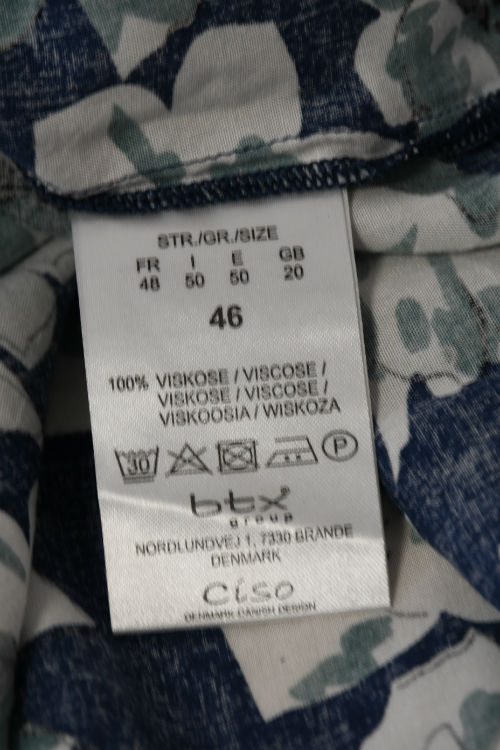 STR./GR./SIZE
FR I E GB
48 50 50 20
46
100% VISKOSE / VISCOSE /
VISKOSE / VISCOSE /
VISKOOSIA / WISKOZA
30 P
btx
group
NORDLUNDVEJ 1, 7330 BRANDE
DENMARK
ciso
DENMARK DANISH DESIGN